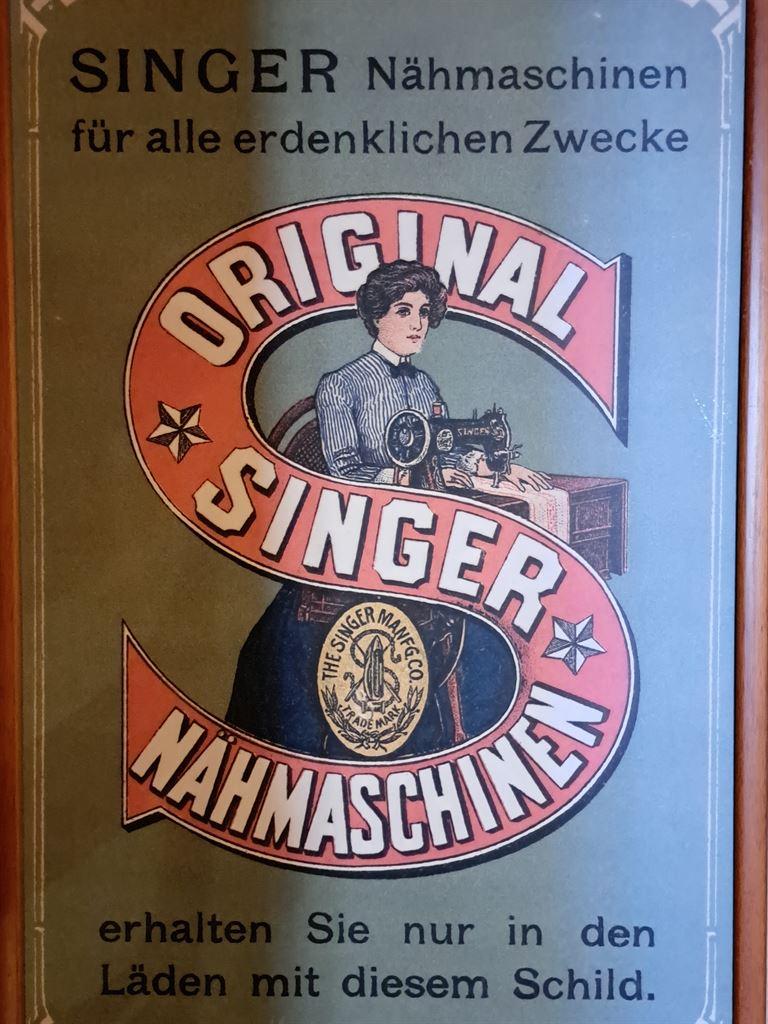 SINGER Nähmaschinen
für alle erdenklichen Zwecke
ORIGINAL
SINGER
SINGER
THE SINGER MANFG. CO.
TRADE MARK
NÄHMASCHINEN
erhalten Sie nur in den
Läden mit diesem Schild.